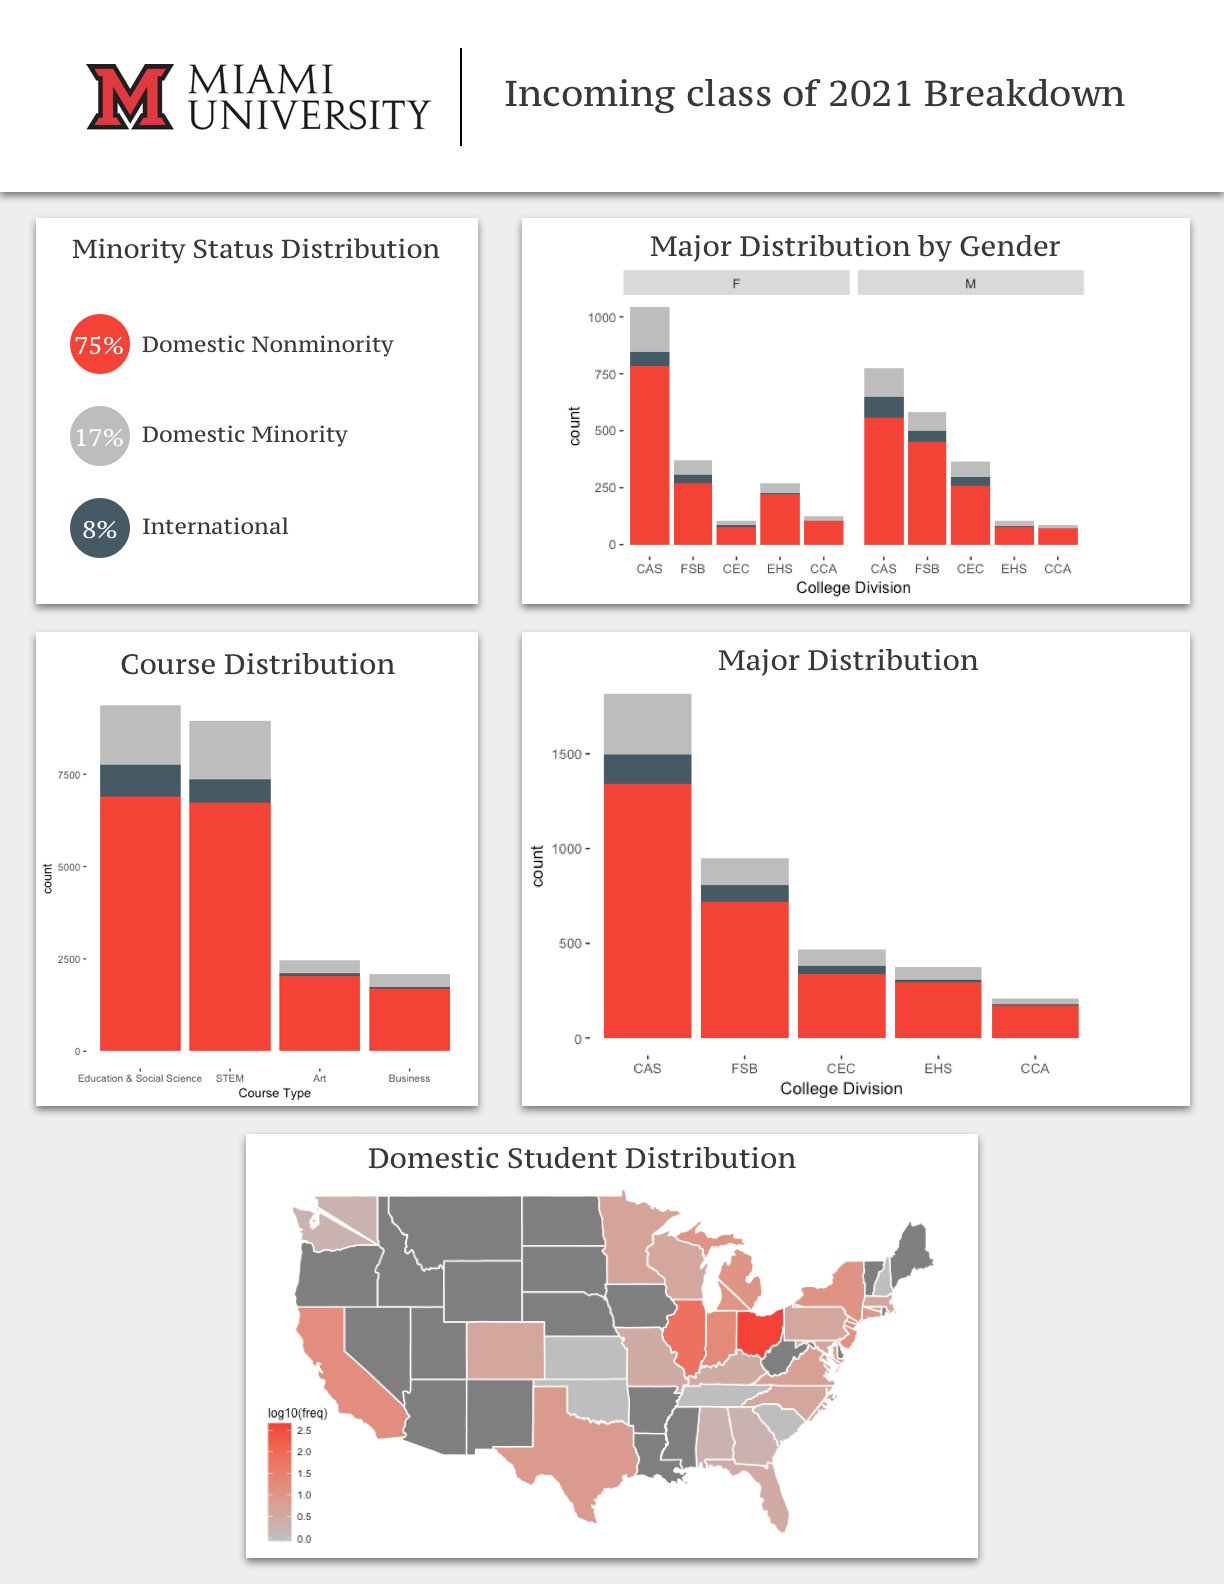 MIAMI
UNIVERSITY
Incoming class of 2021 Breakdown
Minority Status Distribution
75% Domestic Nonminority
17% Domestic Minority
8% International
Major Distribution by Gender
F M
1000
750
500
250
0
count
CAS FSB CEC EHS CCA CAS FSB CEC EHS CCA
College Division
Course Distribution
7500
5000
2500
0
count
Education & Social Science STEM Art Business
Course Type
Major Distribution
1500
1000
500
0
count
CAS FSB CEC EHS CCA
College Division
Domestic Student Distribution
log10(freq)
2.5
2.0
1.5
1.0
0.5
0.0